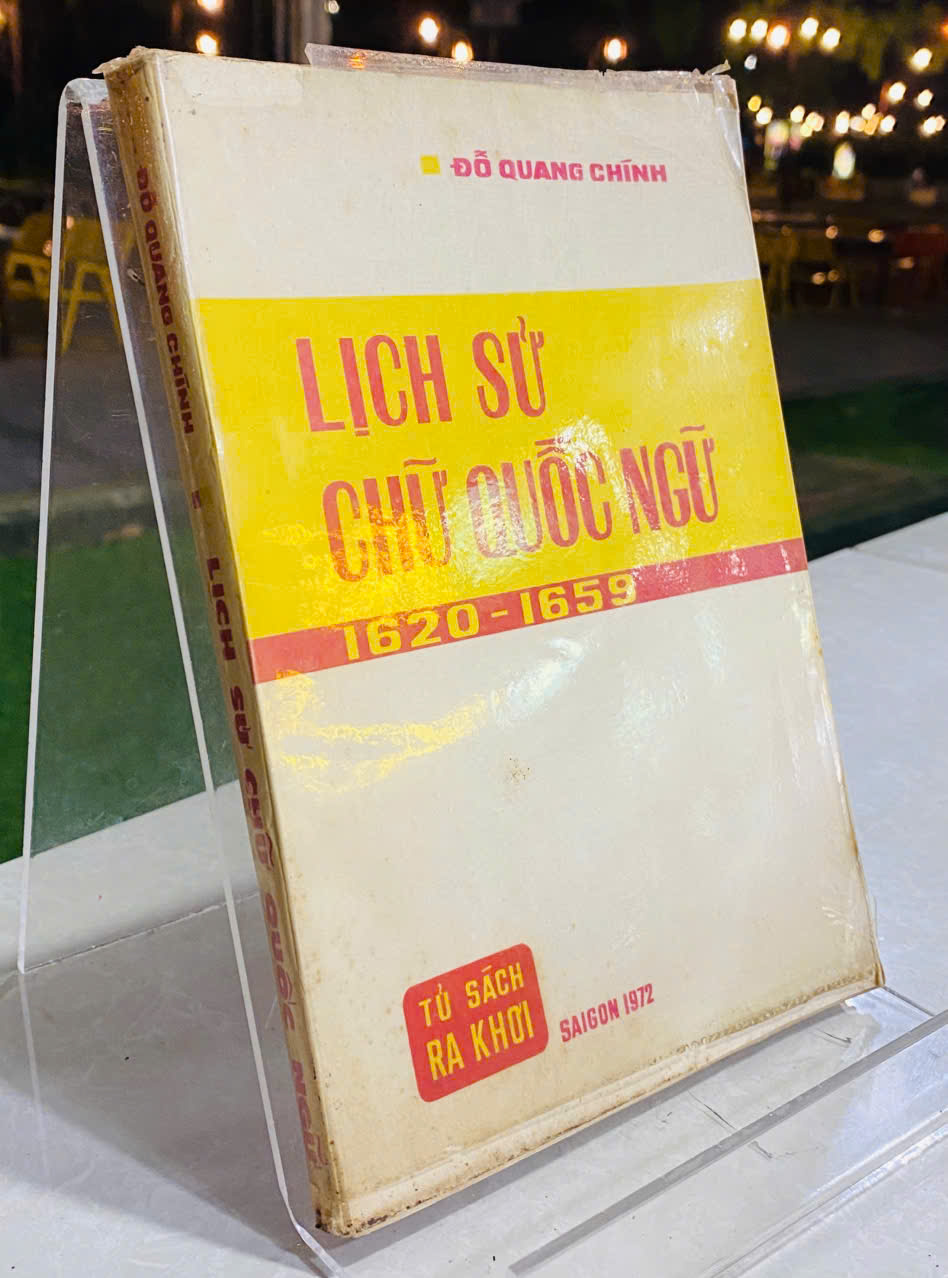 ĐỖ QUANG CHÍNH
LỊCH SỬ
CHỮ QUỐC NGỮ
1620-1659
TỦ SÁCH
RA KHƠI
SAIGON 1972
ĐỖ QUANG CHÍNH LỊCH SỬ CHỮ QUỐC NGỮ